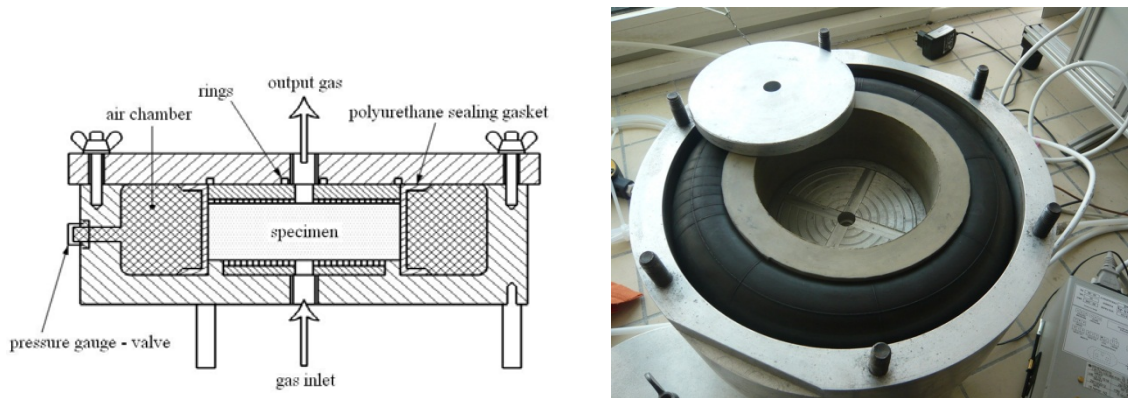 output gas
rings
air chamber
polyurethane sealing gasket
specimen
pressure gauge - valve
gas inlet